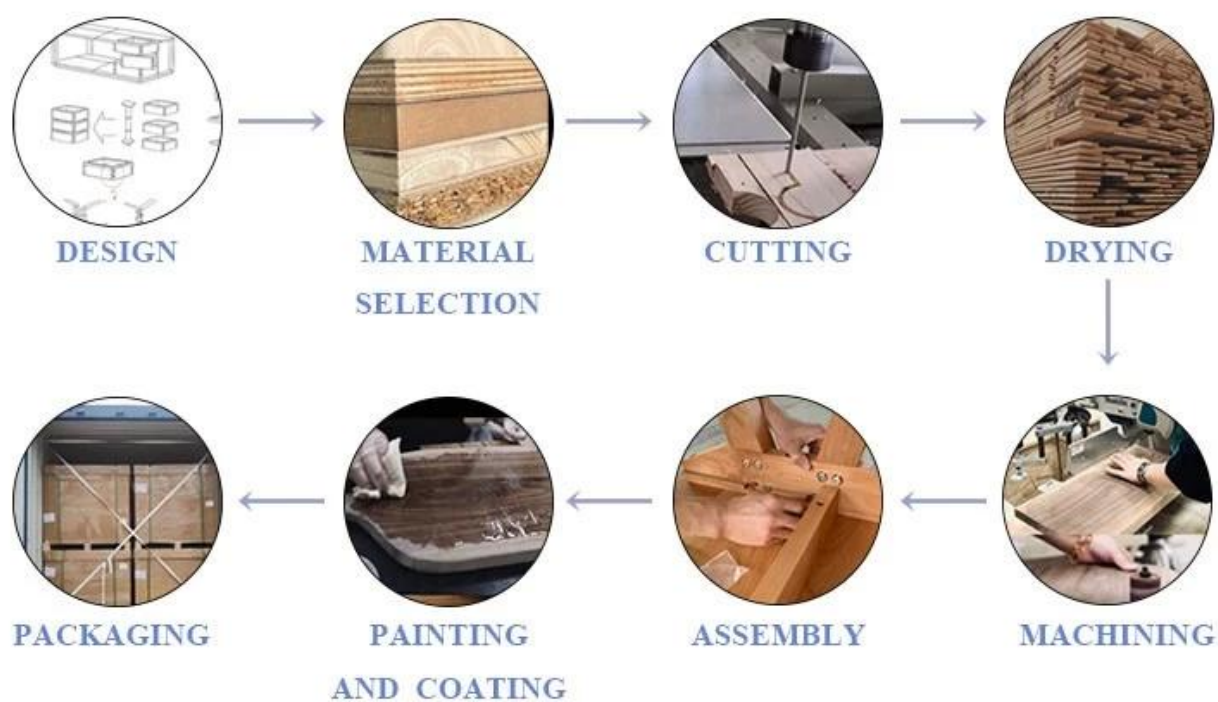 DESIGN
MATERIAL
SELECTION
CUTTING
DRYING
MACHINING
ASSEMBLY
PAINTING
AND COATING
PACKAGING